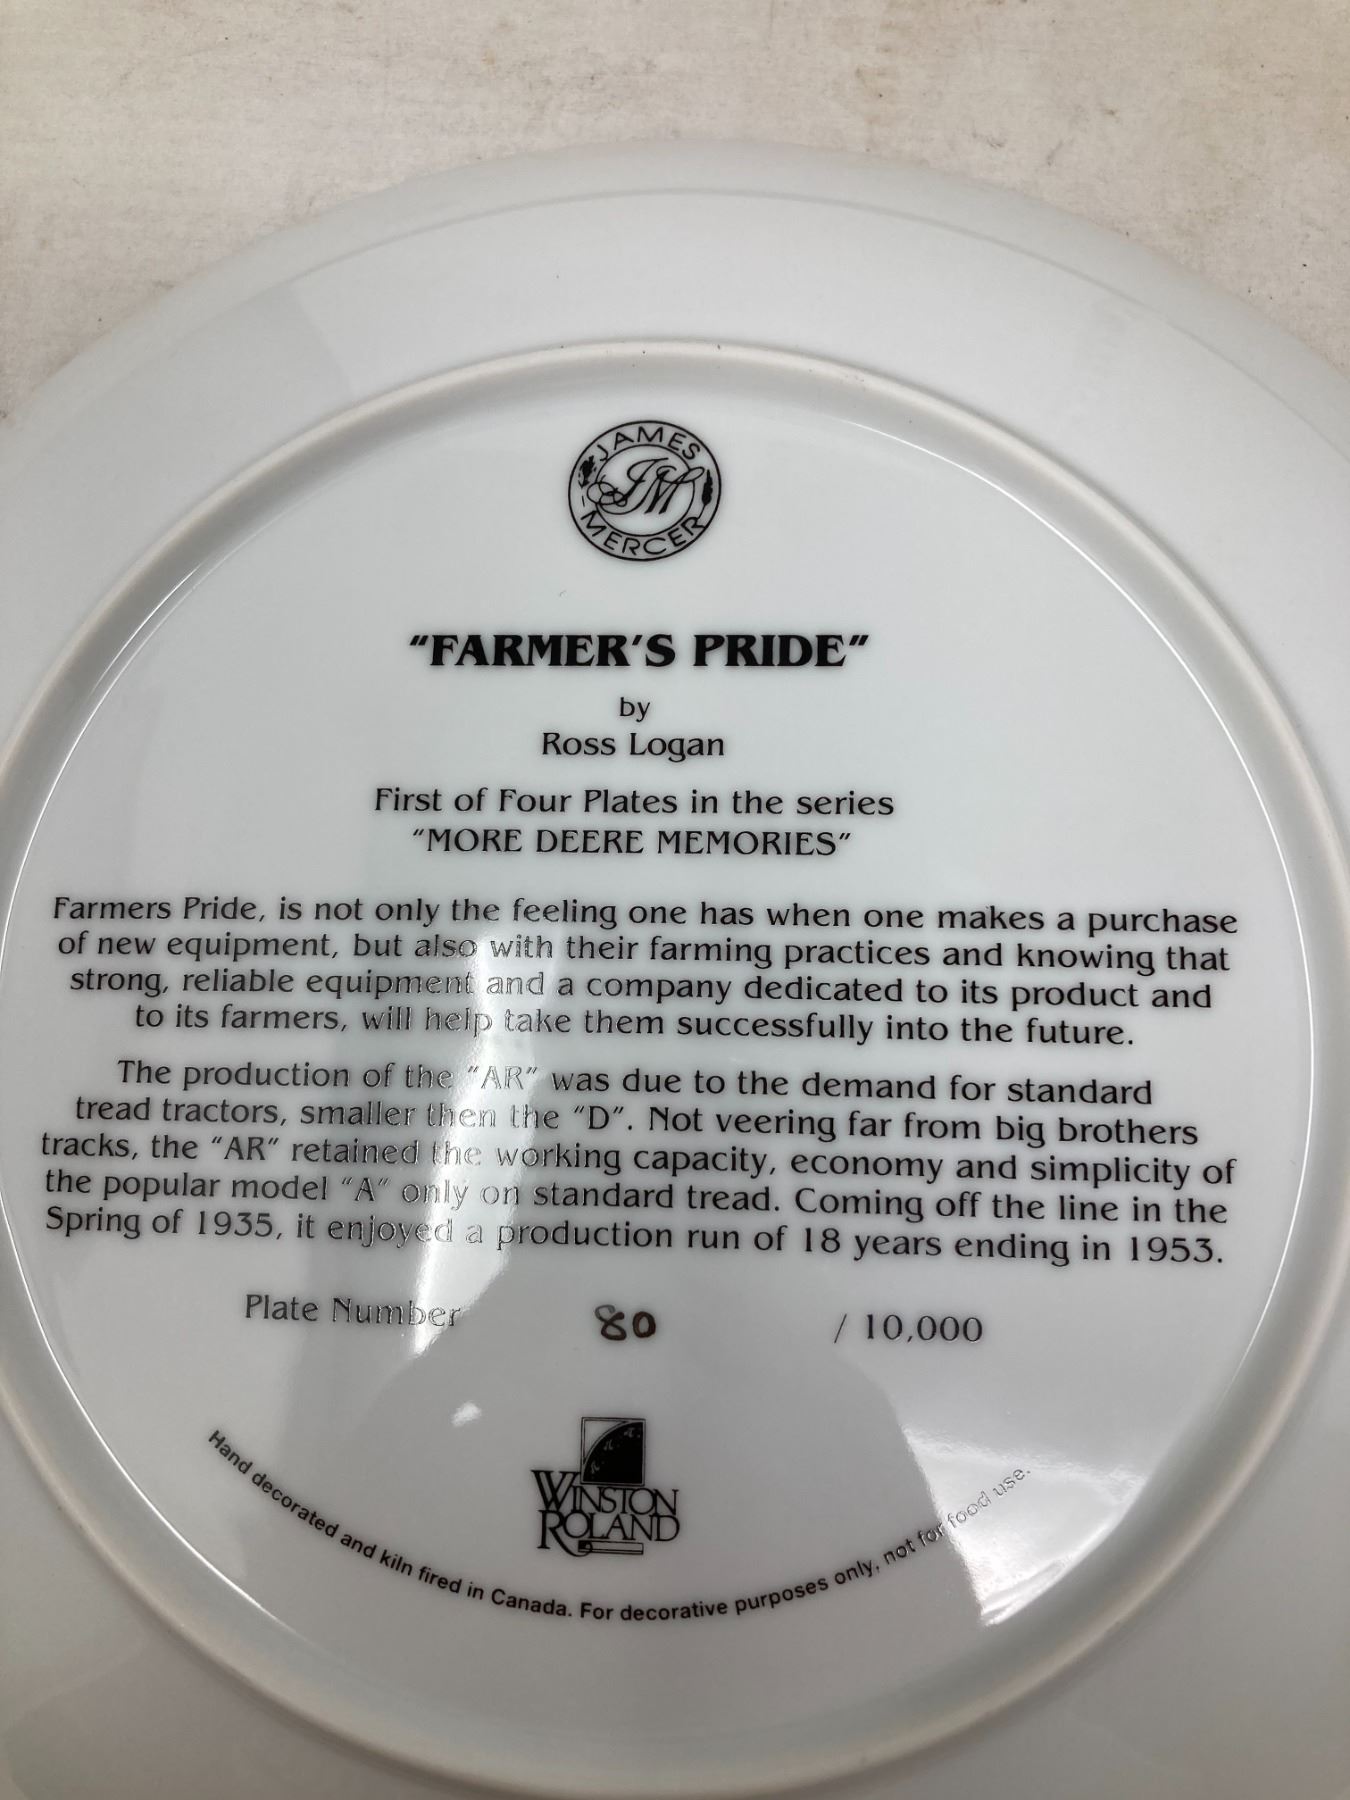 JAMES
JM
MERCER
"FARMER'S PRIDE"
by
Ross Logan
First of Four Plates in the series
"MORE DEERE MEMORIES"
Farmers Pride, is not only the feeling one has when one makes a purchase
of new equipment, but also with their farming practices and knowing that
strong, reliable equipment and a company dedicated to its product and
to its farmers, will help take them successfully into the future.
The production of the "AR" was due to the demand for standard
tread tractors, smaller then the "D". Not veering far from big brothers
tracks, the "AR" retained the working capacity, economy and simplicity of
the popular model "A" only on standard tread. Coming off the line in the
Spring of 1935, it enjoyed a production run of 18 years ending in 1953.
Plate Number 80 / 10,000
WINSTON
ROLAND
Hand decorated and kiln fired in Canada. For decorative purposes only, not for food use.